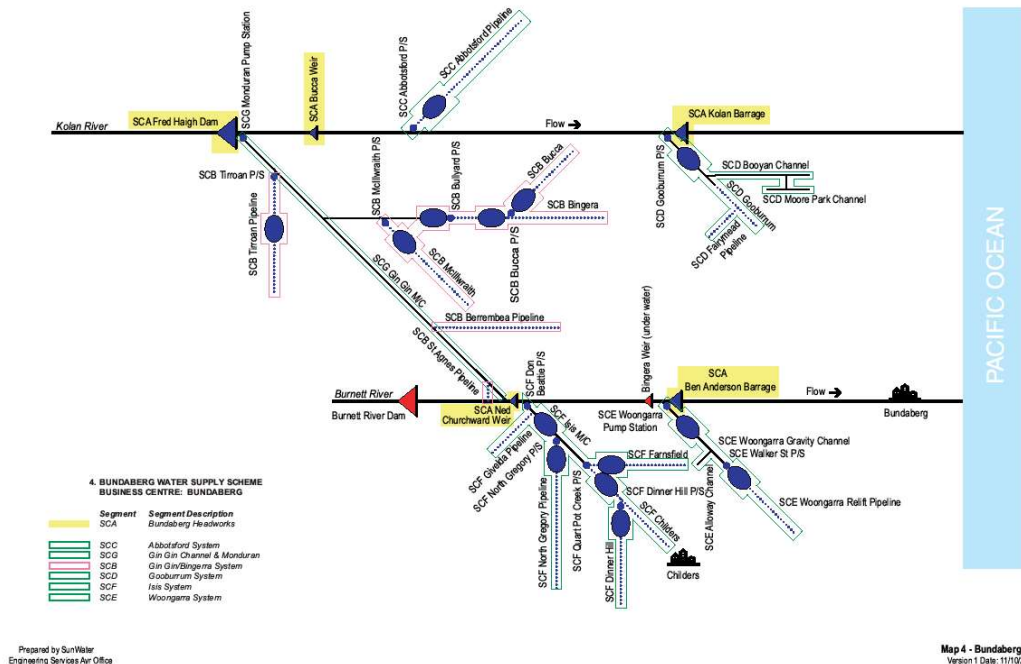 SCG Monduran Pump Station
SCA Bucca Weir
SCC Abbotsford P/S
SCC Abbotsford Pipeline
Kolan River
SCA Fred Haigh Dam
Flow →
SCA Kolan Barrage
SCB Tirroan P/S
SCB Tirroan Pipeline
SCB McIlwraith P/S
SCB Bullyard P/S
SCB Bucca
SCB Bingera
SCB McIlwraith
SCB Bucca P/S
SCD Gooburrum P/S
SCD Booyan Channel
SCD Moore Park Channel
SCD Gooburrum
SCD Fairymead
Pipeline
SCG Gin Gin M/C
SCB Berrembea Pipeline
SCB St Agnes Pipeline
PACIFIC OCEAN
Burnett River
Burnett River Dam
SCA Ned
Churchward Weir
SCF Don
Beattie P/S
Bingera Weir (under water)
SCA
Ben Anderson Barrage
Flow →
Bundaberg
SCE Woongarra
Pump Station
SCF Isis M/C
SCF Givelda Pipeline
SCF North Gregory P/S
SCF North Gregory Pipeline
SCF Quart Pot Creek P/S
SCF Farnsfield
SCF Dinner Hill P/S
SCF Childers
SCF Dinner Hill
Childers
SCE Woongarra Gravity Channel
SCE Walker St P/S
SCE Alloway Channel
SCE Woongarra Relift Pipeline
4. BUNDABERG WATER SUPPLY SCHEME
BUSINESS CENTRE: BUNDABERG
Segment Segment Description
SCA Bundaberg Headworks
SCC Abbotsford System
SCG Gin Gin Channel & Monduran
SCB Gin Gin/Bingerra System
SCD Gooburrum System
SCF Isis System
SCE Woongarra System
Prepared by SunWater
Engineering Services Ayr Office
Map 4 - Bundaberg
Version 1 Date: 11/10/